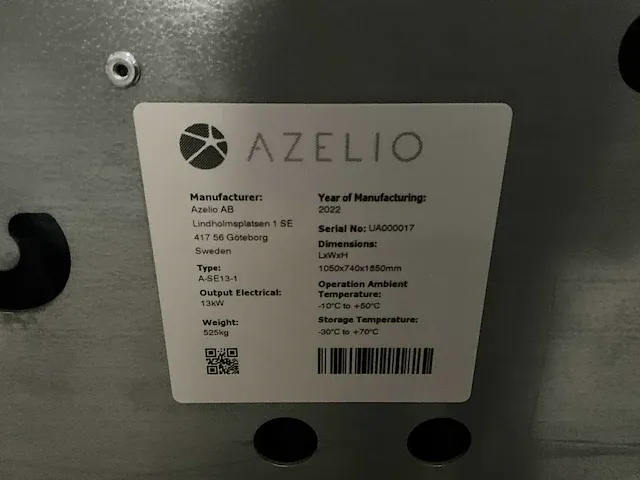 AZELIO
Manufacturer:
Azelio AB
Lindholmsplatsen 1 SE
417 56 Göteborg
Sweden
Type:
A-SE13-1
Output Electrical:
13kW
Weight:
525kg
Year of Manufacturing:
2022
Serial No: UA000017
Dimensions:
LxWxH
1050x740x1850mm
Operation Ambient
Temperature:
-10°C to +50°C
Storage Temperature:
-30°C to +70°C